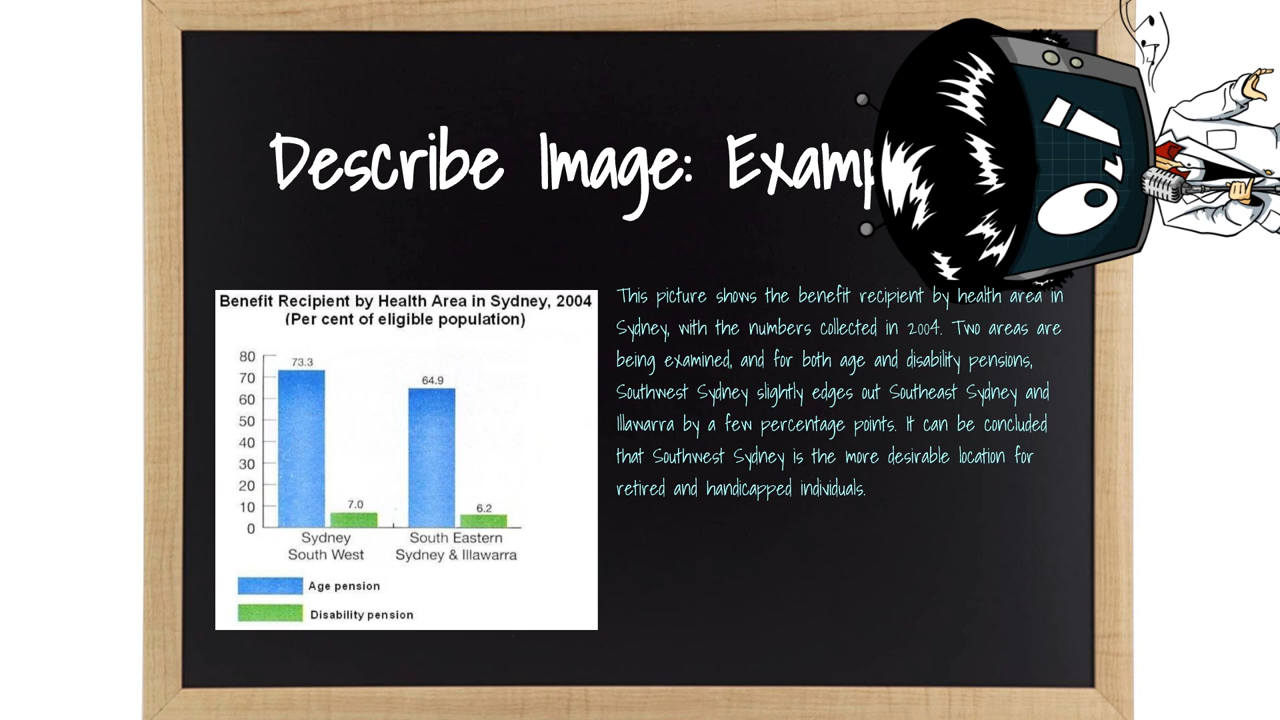 Describe Image: Examp
Benefit Recipient by Health Area in Sydney, 2004
(Per cent of eligible population)
80
70
60
50
40
30
20
10
0
73.3
7.0
64.9
6.2
Sydney
South West
South Eastern
Sydney & Illawarra
Age pension
Disability pension
This picture shows the benefit recipient by health area in
Sydney, with the numbers collected in 2004. Two areas are
being examined, and for both age and disability pensions,
Southwest Sydney slightly edges out Southeast Sydney and
Illawarra by a few percentage points. It can be concluded
that Southwest Sydney is the more desirable location for
retired and handicapped individuals.